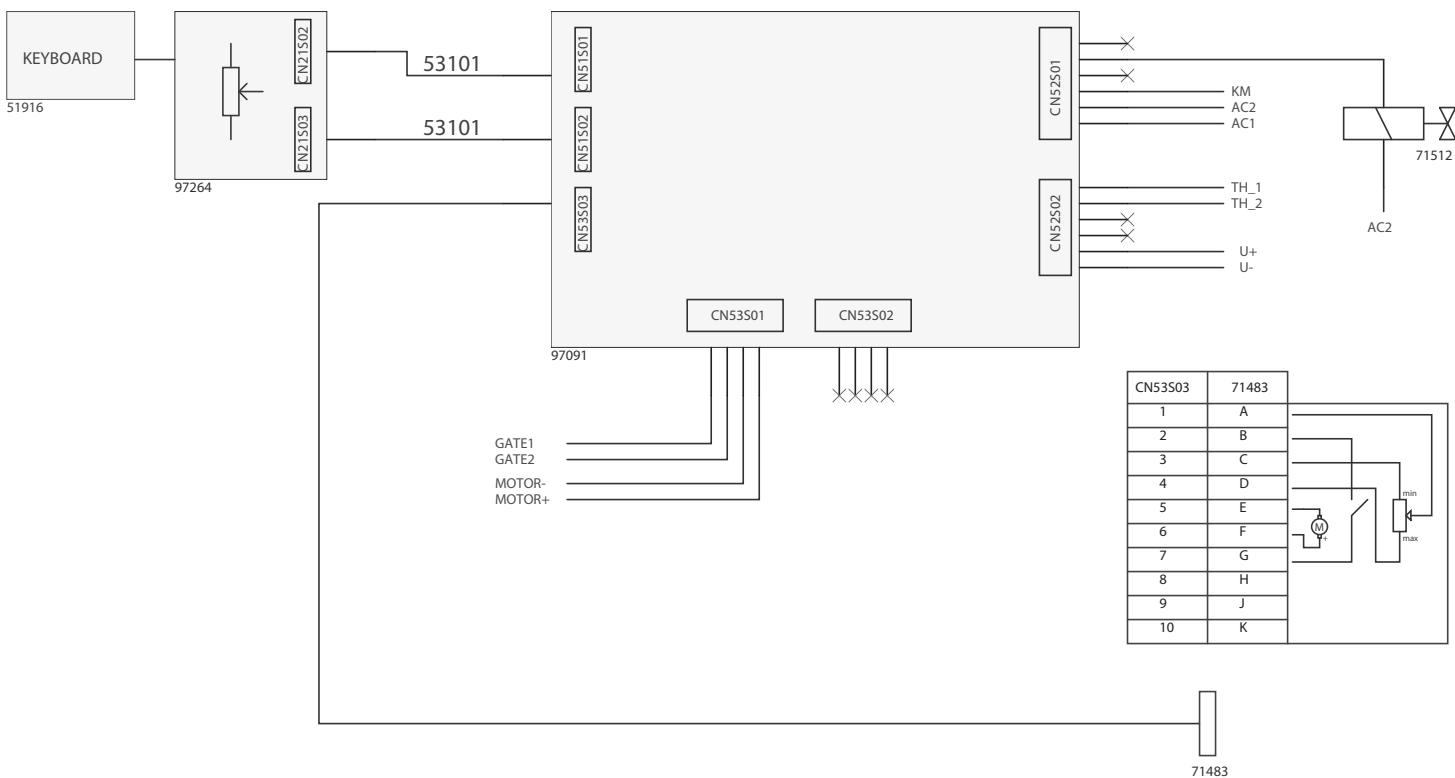 KEYBOARD
51916
CN21S02
CN21S03
97264
53101
53101
CN51S01
CN51S02
CN53S03
CN52S01
CN52S02
CN53S01
CN53S02
97091
KM
AC2
AC1
71512
AC2
TH_1
TH_2
U+
U-
GATE1
GATE2
MOTOR-
MOTOR+
CN53S03 71483
1 A
2 B
3 C
4 D
5 E
6 F
7 G
8 H
9 J
10 K
min
M
+
max
71483